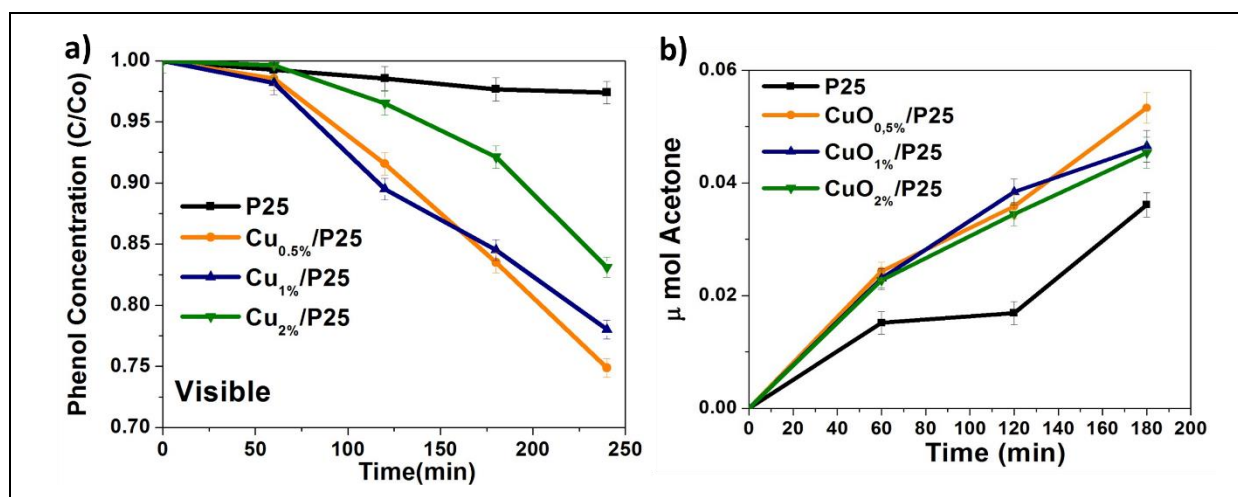 a)
Phenol Concentration (C/Co)
1.00
0.95
0.90
0.85
0.80
0.75
0.70
P25
Cu0.5%/P25
Cu1%/P25
Cu2%/P25
Visible
0 50 100 150 200 250
Time(min)
b)
μ mol Acetone
0.06
0.04
0.02
0.00
P25
CuO0,5%/P25
CuO1%/P25
CuO2%/P25
0 20 40 60 80 100 120 140 160 180 200
Time (min)